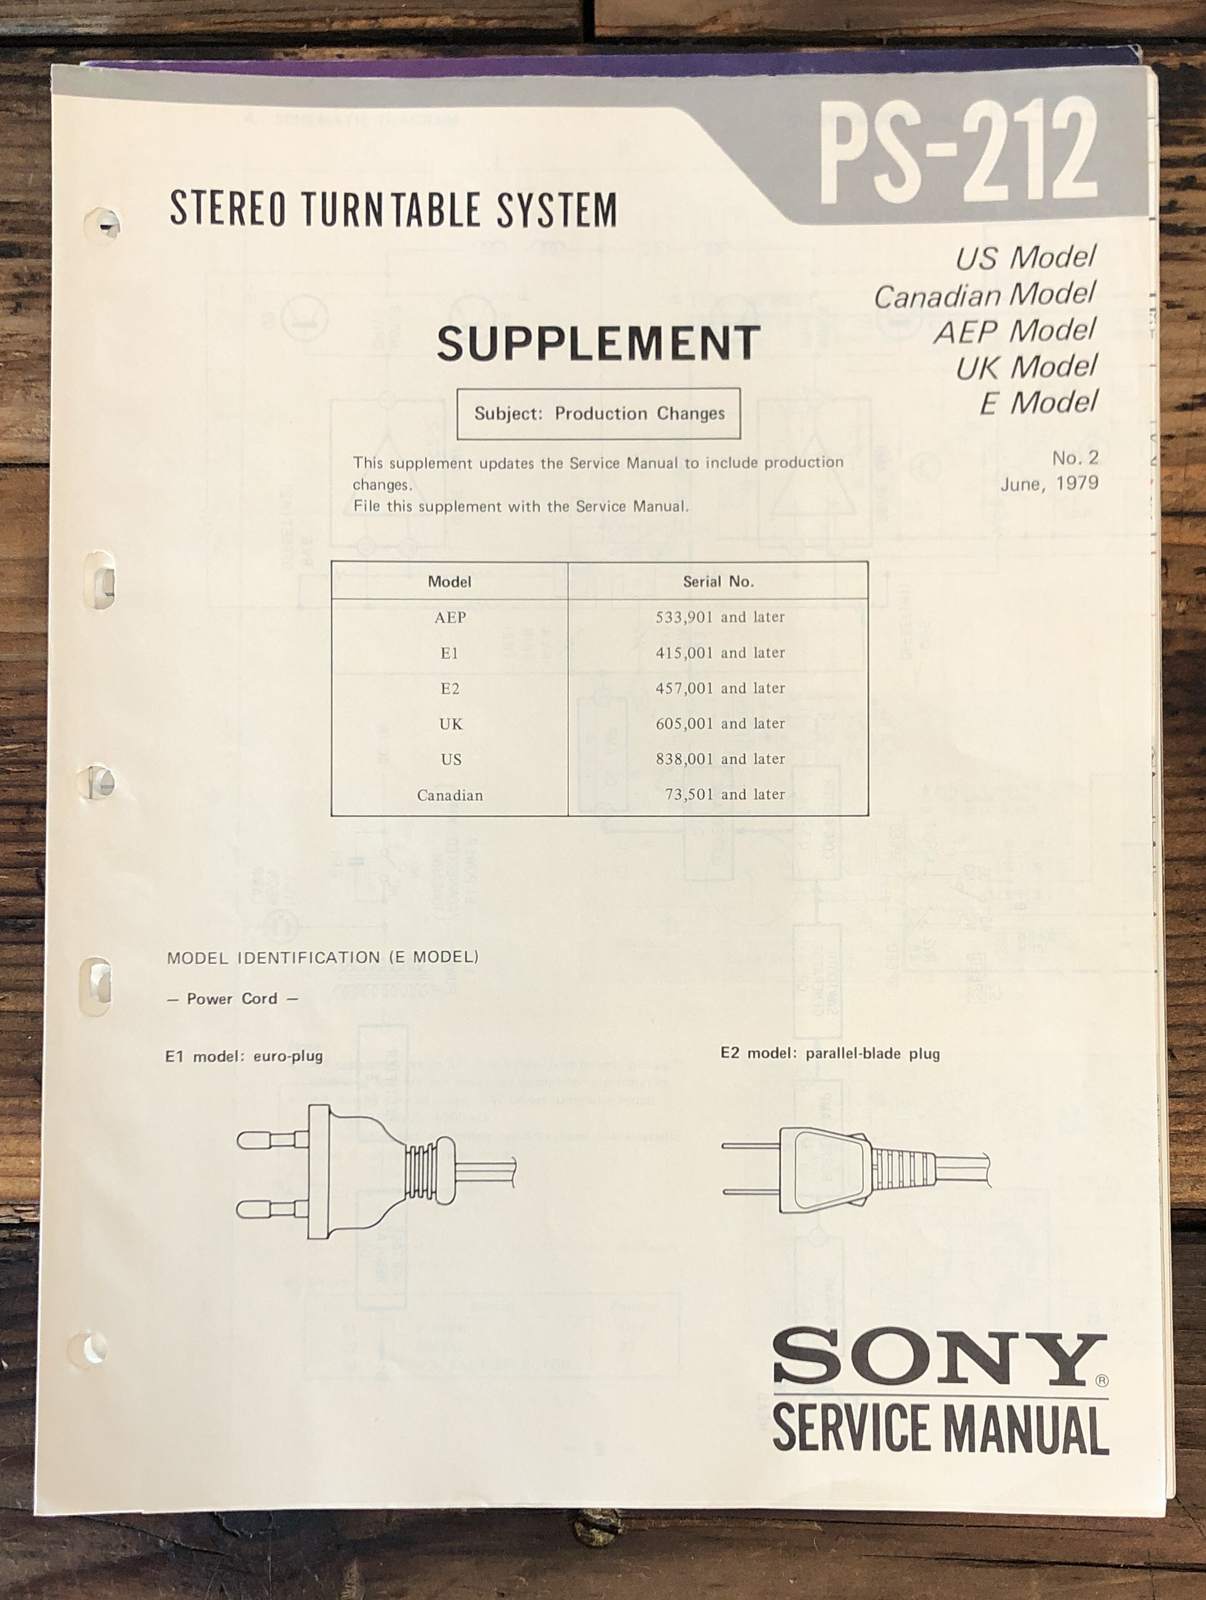 PS-212
STEREO TURNTABLE SYSTEM
US Model
Canadian Model
AEP Model
UK Model
E Model
SUPPLEMENT
Subject: Production Changes
No. 2
June, 1979
This supplement updates the Service Manual to include production
changes.
File this supplement with the Service Manual.
Model Serial No.
AEP 533,901 and later
E1 415,001 and later
E2 457,001 and later
UK 605,001 and later
US 838,001 and later
Canadian 73,501 and later
MODEL IDENTIFICATION (E MODEL)
— Power Cord —
E1 model: euro-plug
E2 model: parallel-blade plug
SONY®
SERVICE MANUAL